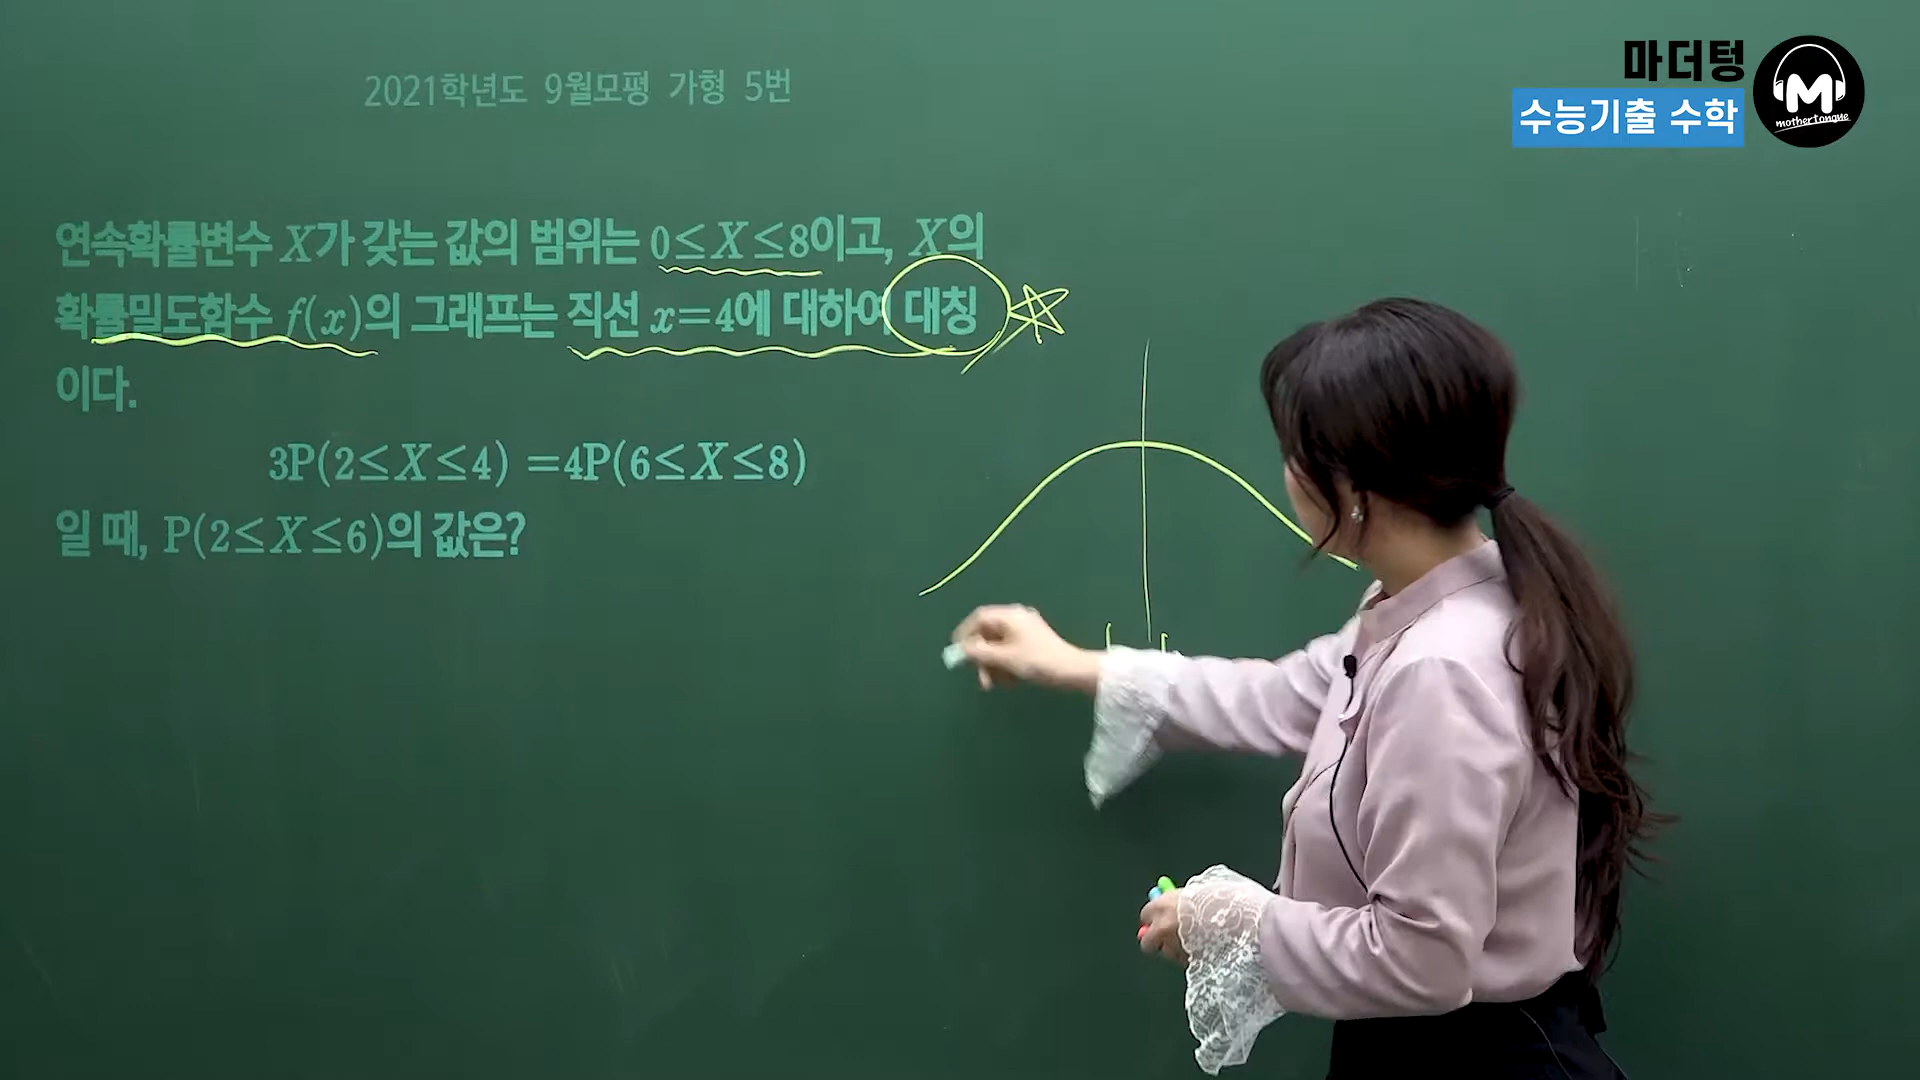 마더텅
수능기출 수학
M
mothertongue
2021학년도 9월모평 가형 5번
연속확률변수 X가 갖는 값의 범위는 0≤X≤8이고, X의
확률밀도함수 f(x)의 그래프는 직선 x=4에 대하여 대칭
이다.
3P(2≤X≤4)=4P(6≤X≤8)
일 때, P(2≤X≤6)의 값은?